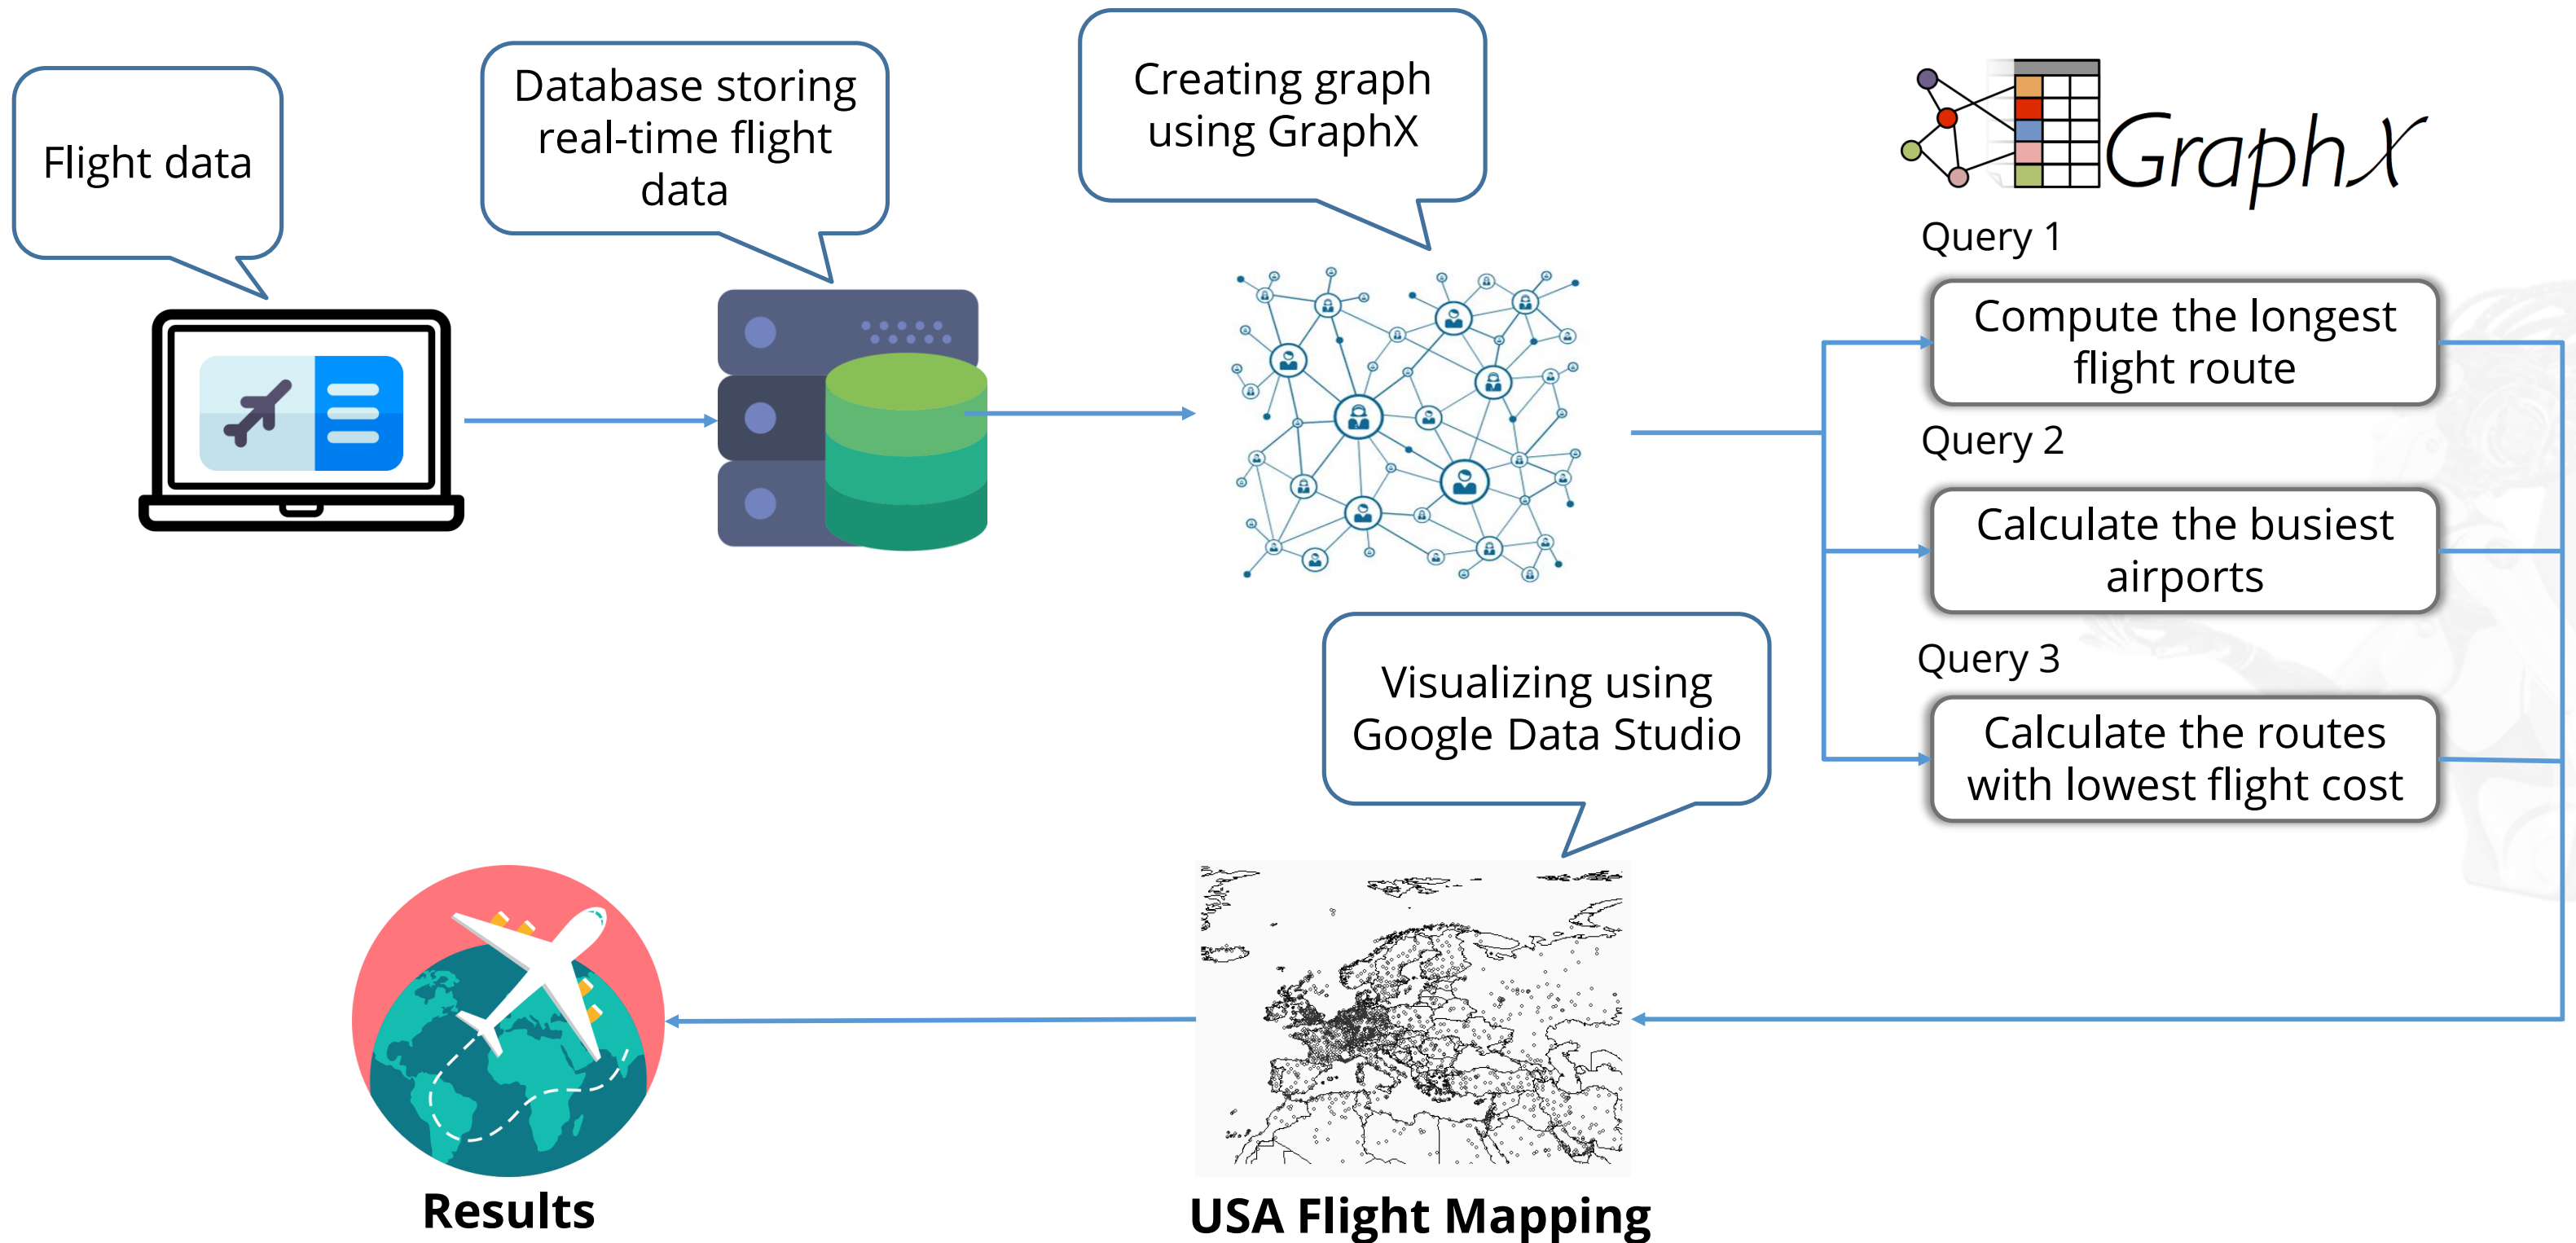 Flight data
Database storing
real-time flight
data
Creating graph
using GraphX
GraphX
Query 1
Compute the longest
flight route
Query 2
Calculate the busiest
airports
Query 3
Calculate the routes
with lowest flight cost
Visualizing using
Google Data Studio
Results
USA Flight Mapping